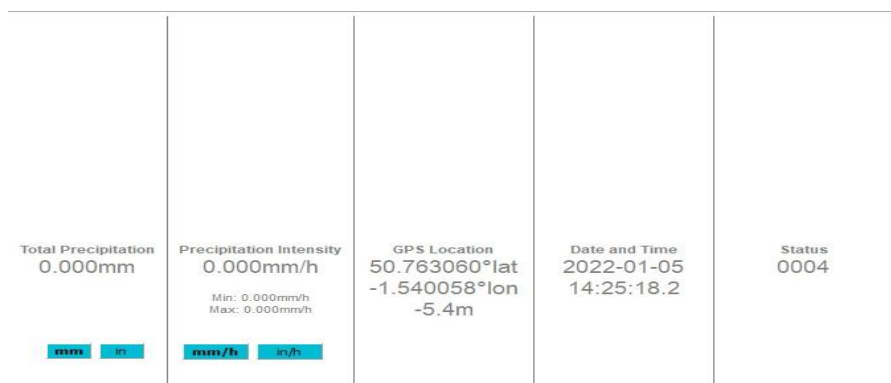 Total Precipitation
0.000mm
mm in
Precipitation Intensity
0.000mm/h
Min: 0.000mm/h
Max: 0.000mm/h
mm/h in/h
GPS Location
50.763060°lat
-1.540058°lon
-5.4m
Date and Time
2022-01-05
14:25:18.2
Status
0004